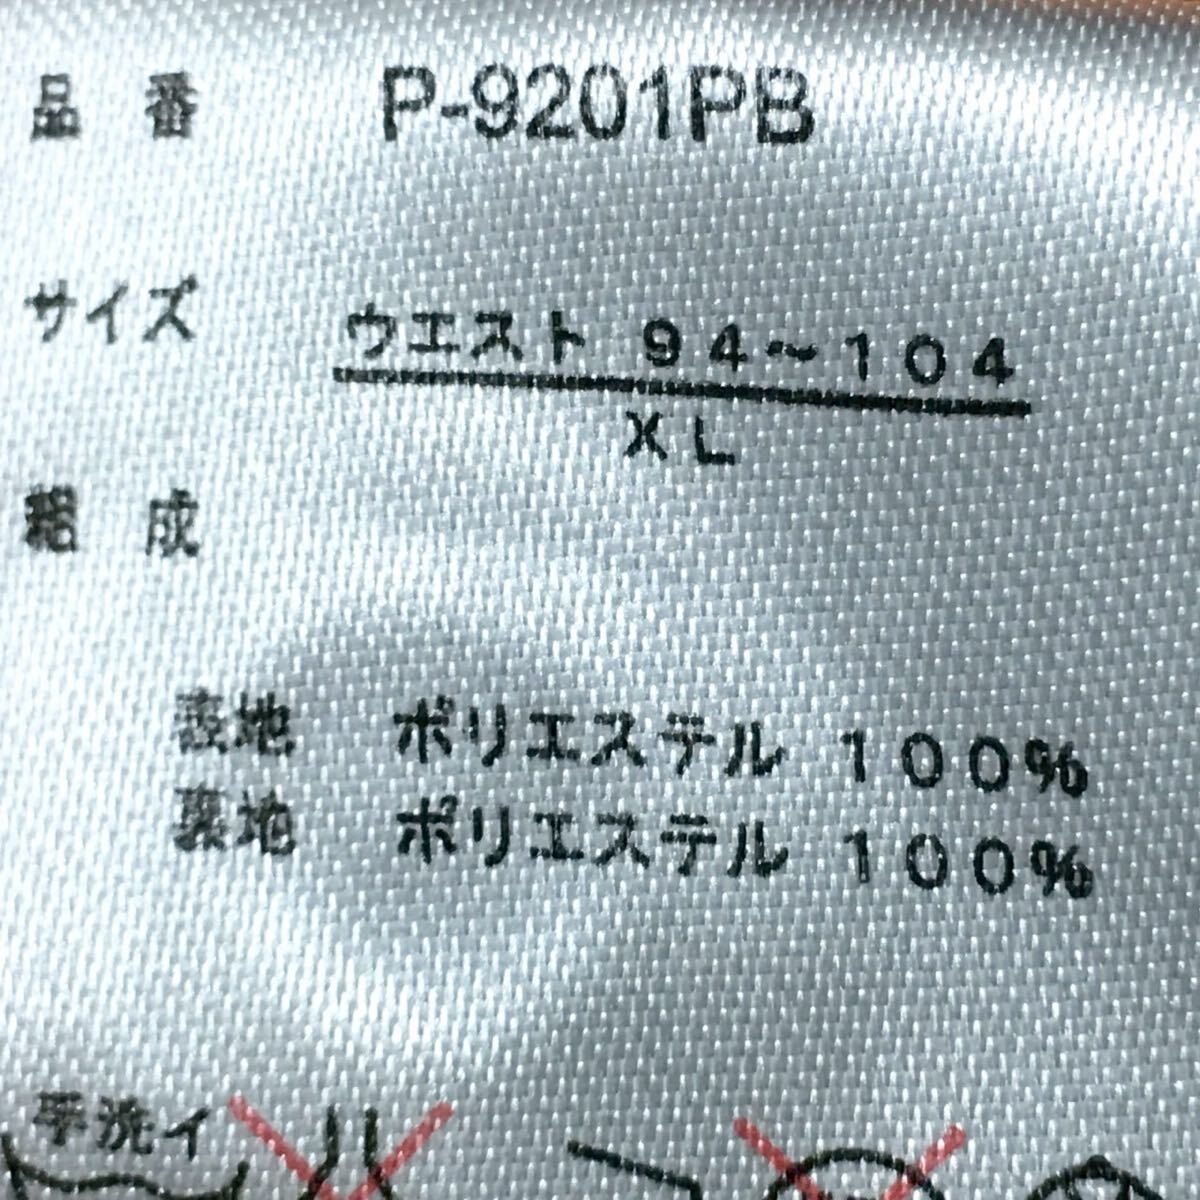 品番 P-9201PB
サイズ ウエスト 94~104
XL
組成
表地 ポリエステル 100%
裏地 ポリエステル 100%
手洗イ